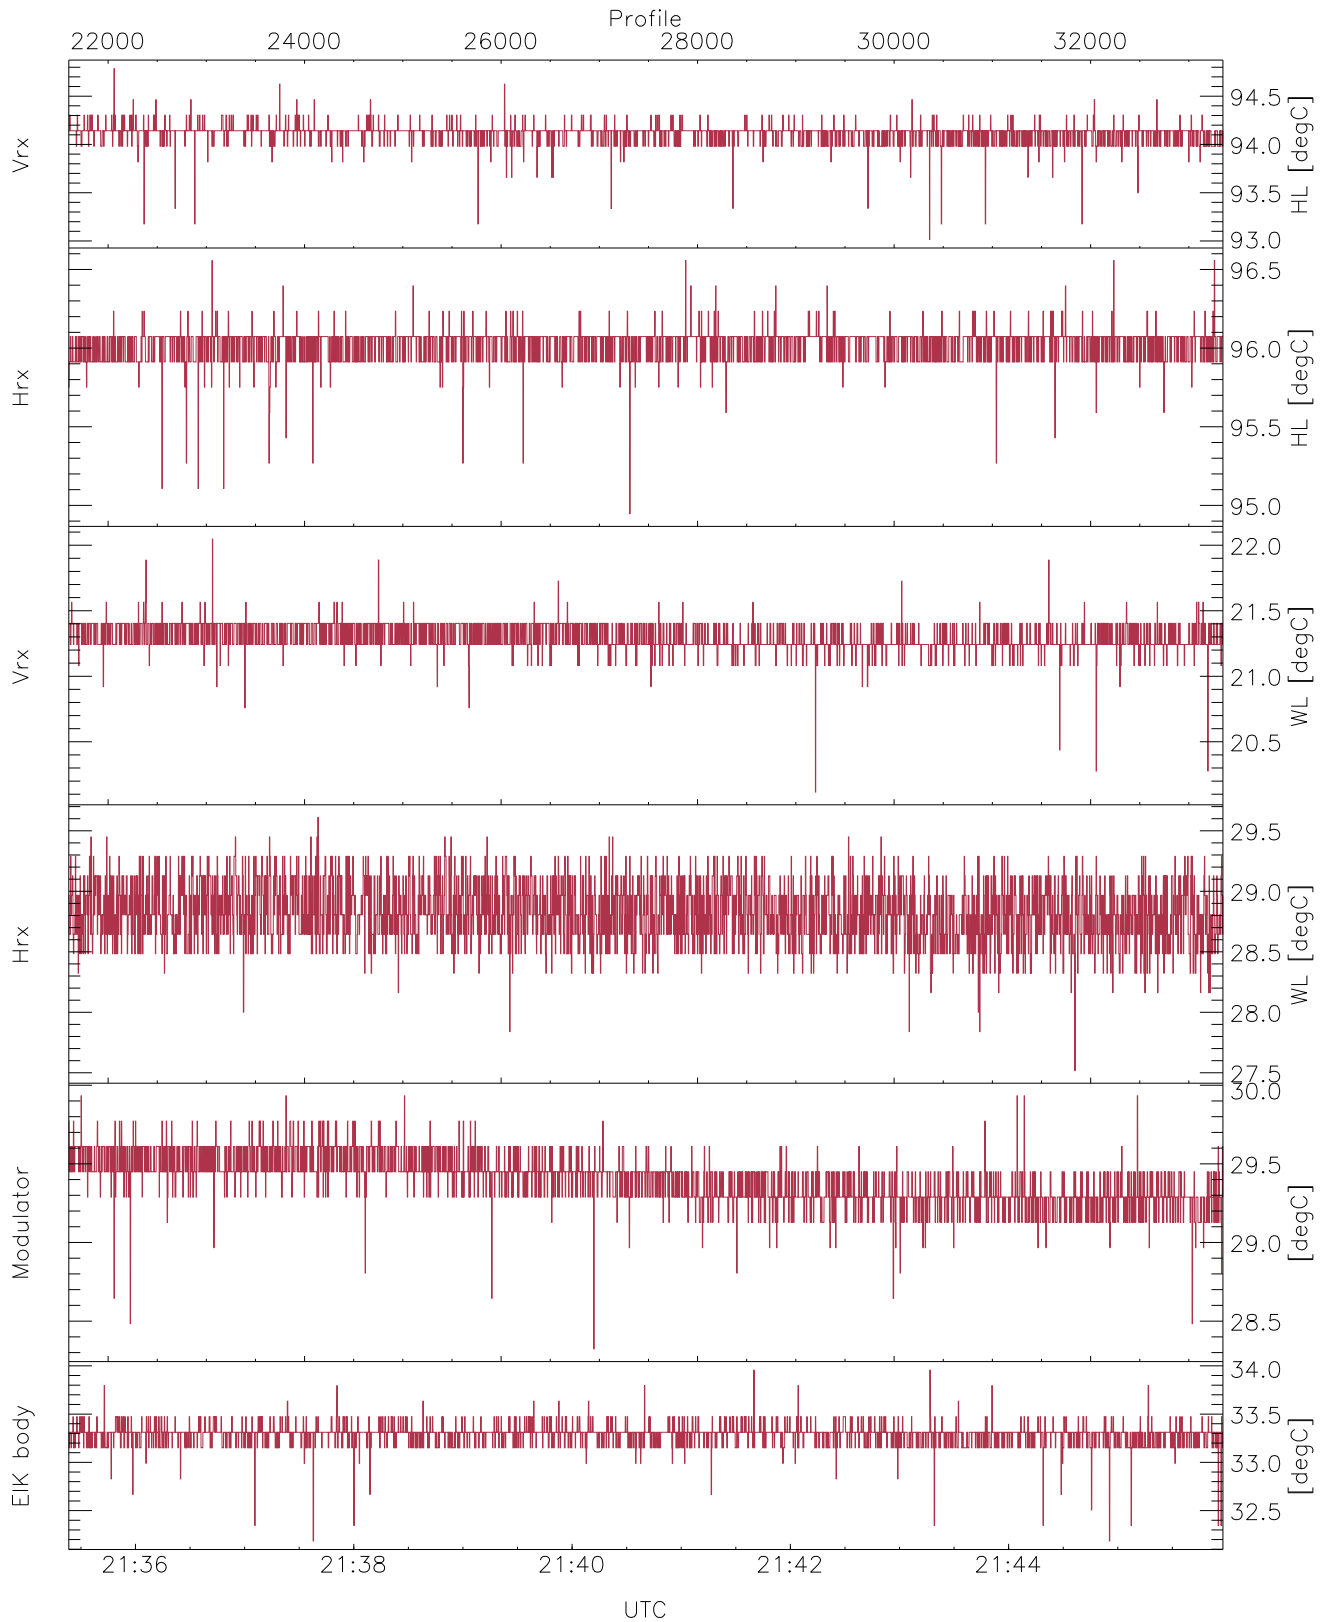 Profile
22000 24000 26000 28000 30000 32000
Vrx
94.5
94.0
93.5
93.0
HL [degC]
Hrx
96.5
96.0
95.5
95.0
HL [degC]
Vrx
22.0
21.5
21.0
20.5
WL [degC]
Hrx
29.5
29.0
28.5
28.0
27.5
WL [degC]
Modulator
30.0
29.5
29.0
28.5
[degC]
EIK body
34.0
33.5
33.0
32.5
[degC]
21:36 21:38 21:40 21:42 21:44
UTC